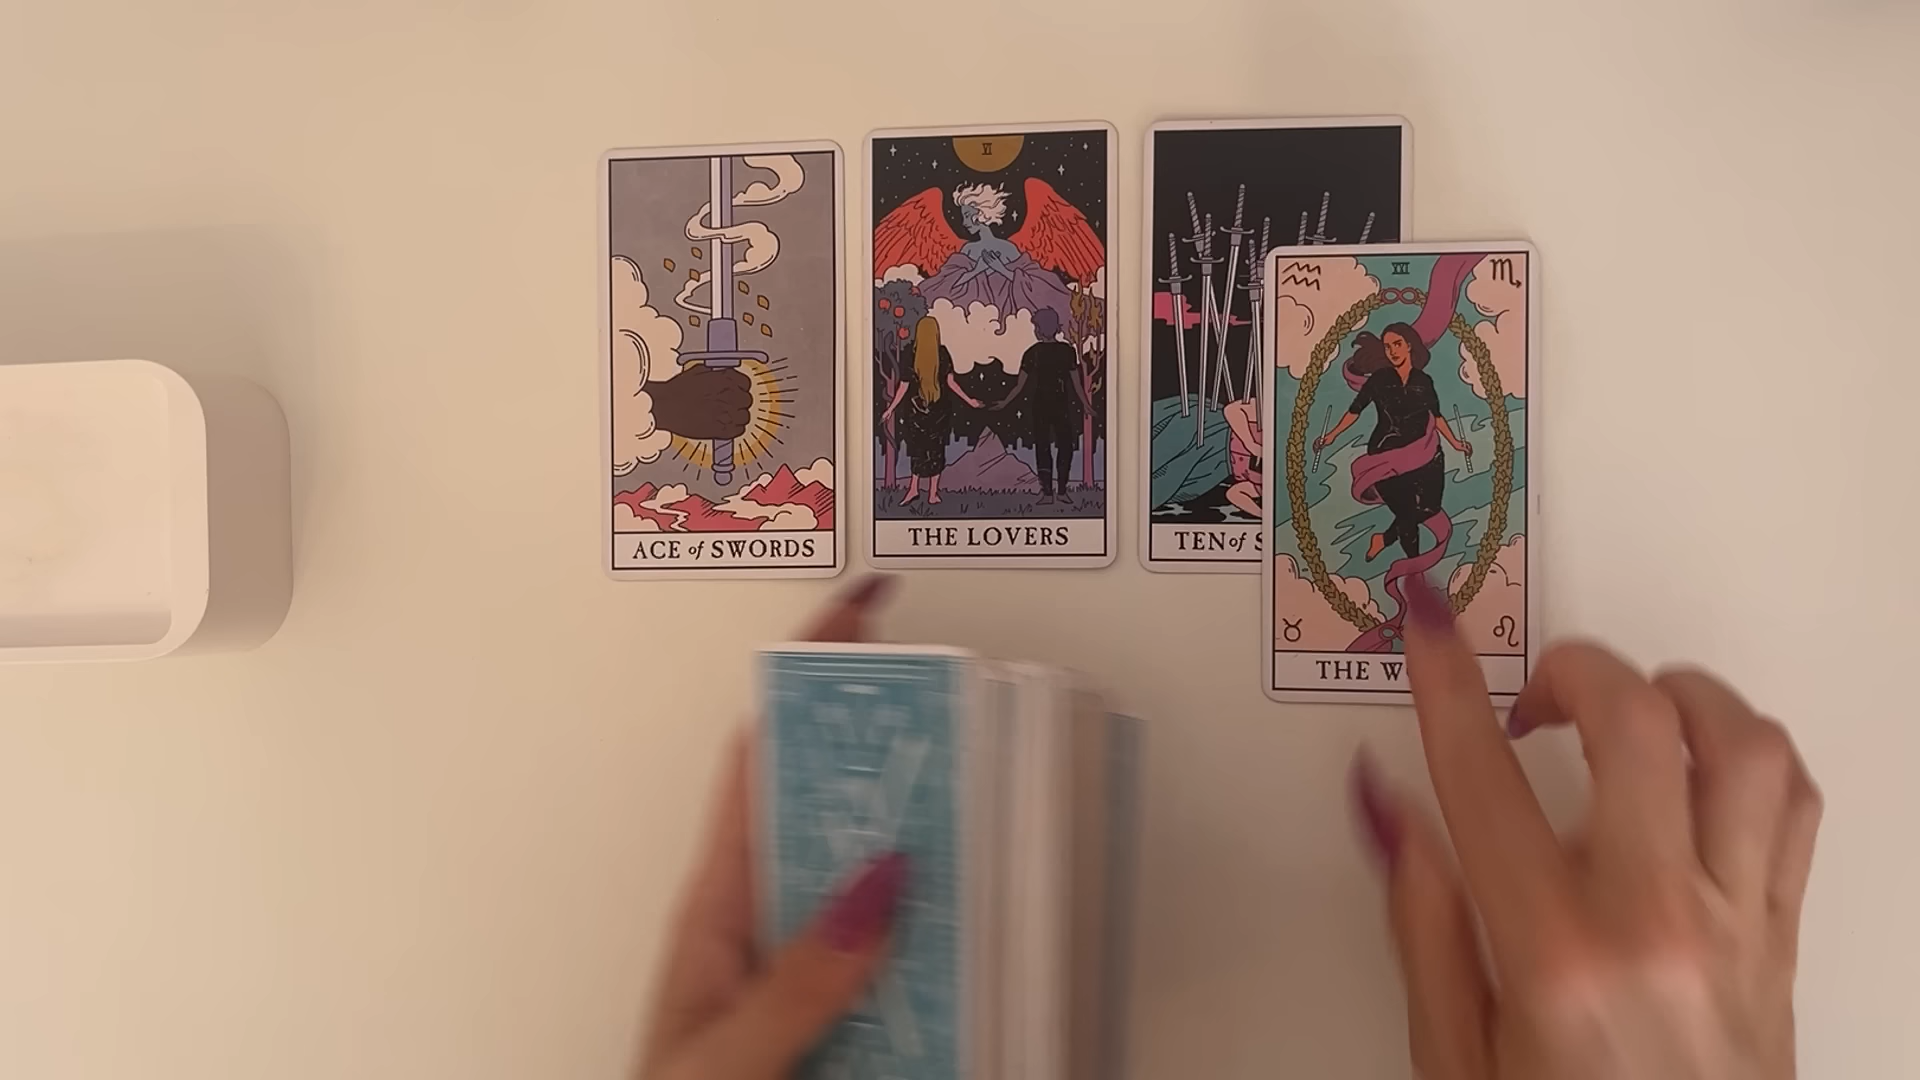 ACE of SWORDS
VI
THE LOVERS
TEN of S
XXI
THE W